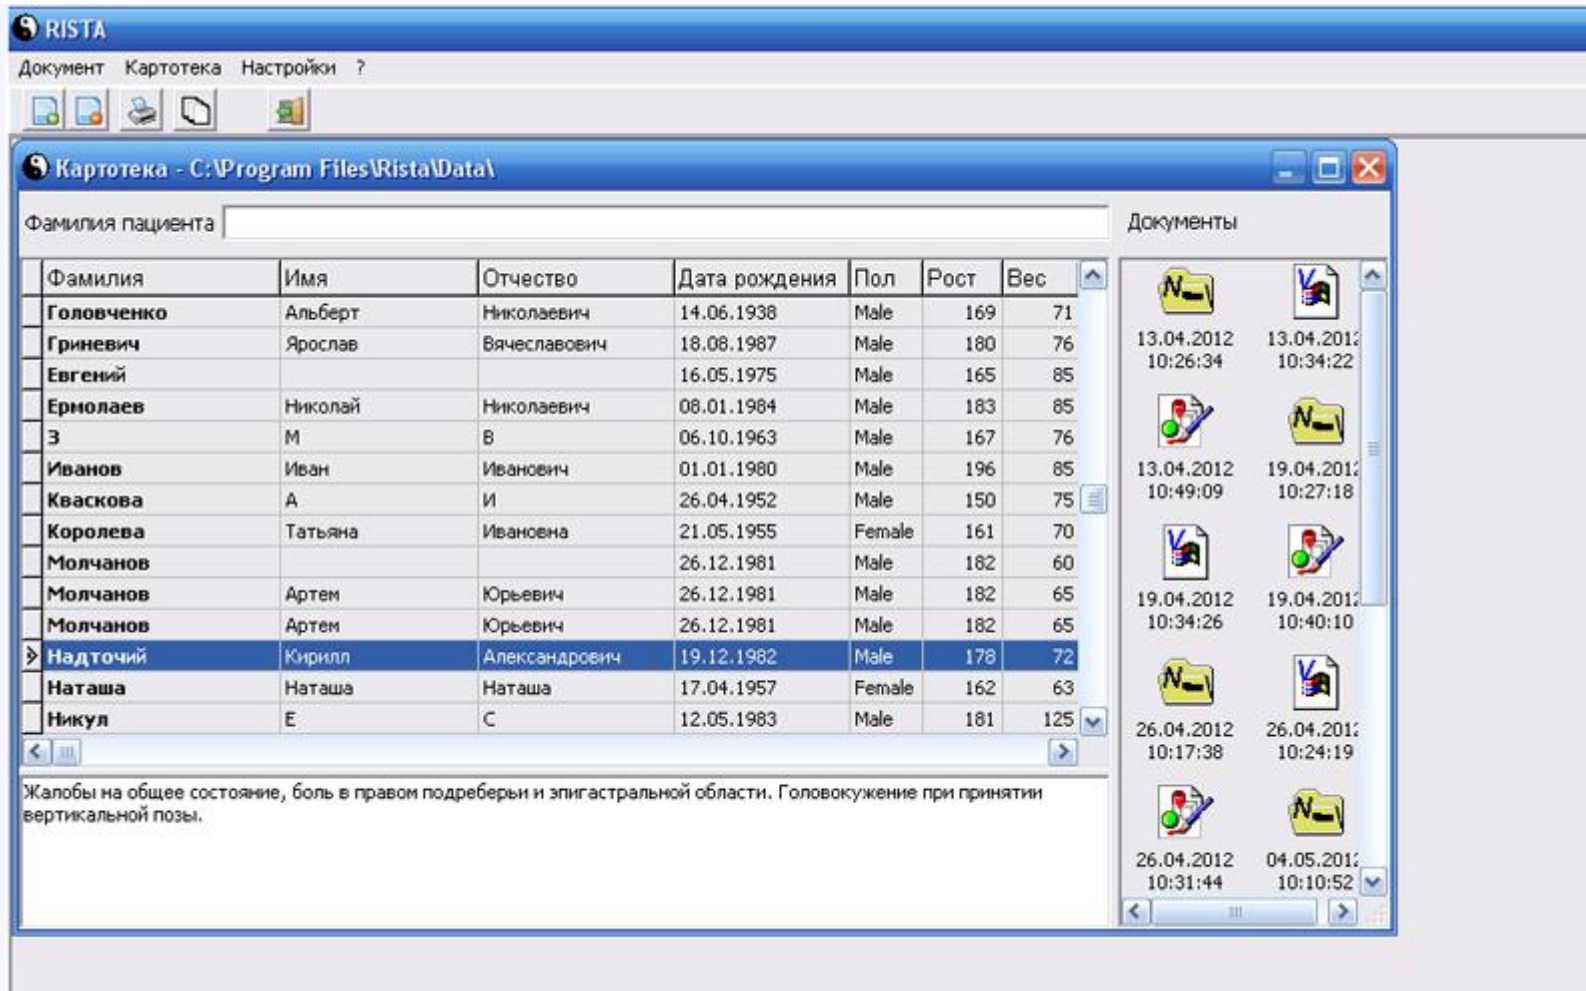 RISTA
Документ Картотека Настройки ?
Картотека - C:\Program Files\Rista\Data\
Фамилия пациента
Документы
Фамилия Имя Отчество Дата рождения Пол Рост Вес
Головченко Альберт Николаевич 14.06.1938 Male 169 71
Гриневич Ярослав Вячеславович 18.08.1987 Male 180 76
Евгений 16.05.1975 Male 165 85
Ермолаев Николай Николаевич 08.01.1984 Male 183 85
З М В 06.10.1963 Male 167 76
Иванов Иван Иванович 01.01.1980 Male 196 85
Кваскова А И 26.04.1952 Male 150 75
Королева Татьяна Ивановна 21.05.1955 Female 161 70
Молчанов 26.12.1981 Male 182 60
Молчанов Артем Юрьевич 26.12.1981 Male 182 65
Молчанов Артем Юрьевич 26.12.1981 Male 182 65
Надточий Кирилл Александрович 19.12.1982 Male 178 72
Наташа Наташа Наташа 17.04.1957 Female 162 63
Никул Е С 12.05.1983 Male 181 125
Жалобы на общее состояние, боль в правом подреберьи и эпигастральной области. Головокужение при принятии
вертикальной позы.
13.04.2012 13.04.2012
10:26:34 10:34:22
13.04.2012 19.04.2012
10:49:09 10:27:18
19.04.2012 19.04.2012
10:34:26 10:40:10
26.04.2012 26.04.2012
10:17:38 10:24:19
26.04.2012 04.05.2012
10:31:44 10:10:52